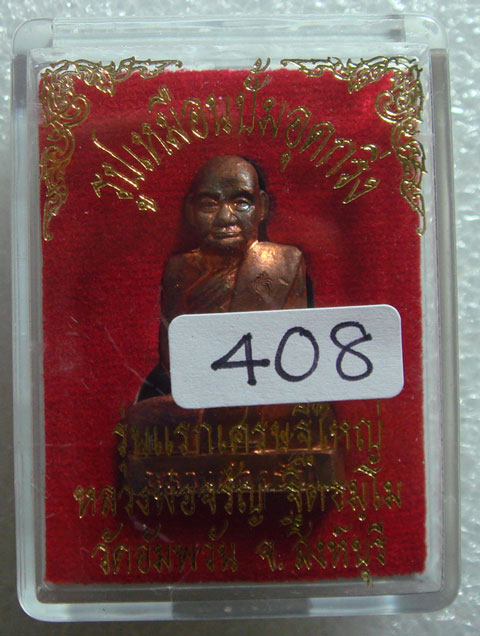 รูปเหมือนปั๊มอุดกริ่ง
408
รุ่นแรกเศรษฐีใหญ่
หลวงพ่อจรัญ ฐิตธมฺโม
วัดอัมพวัน จ.สิงห์บุรี